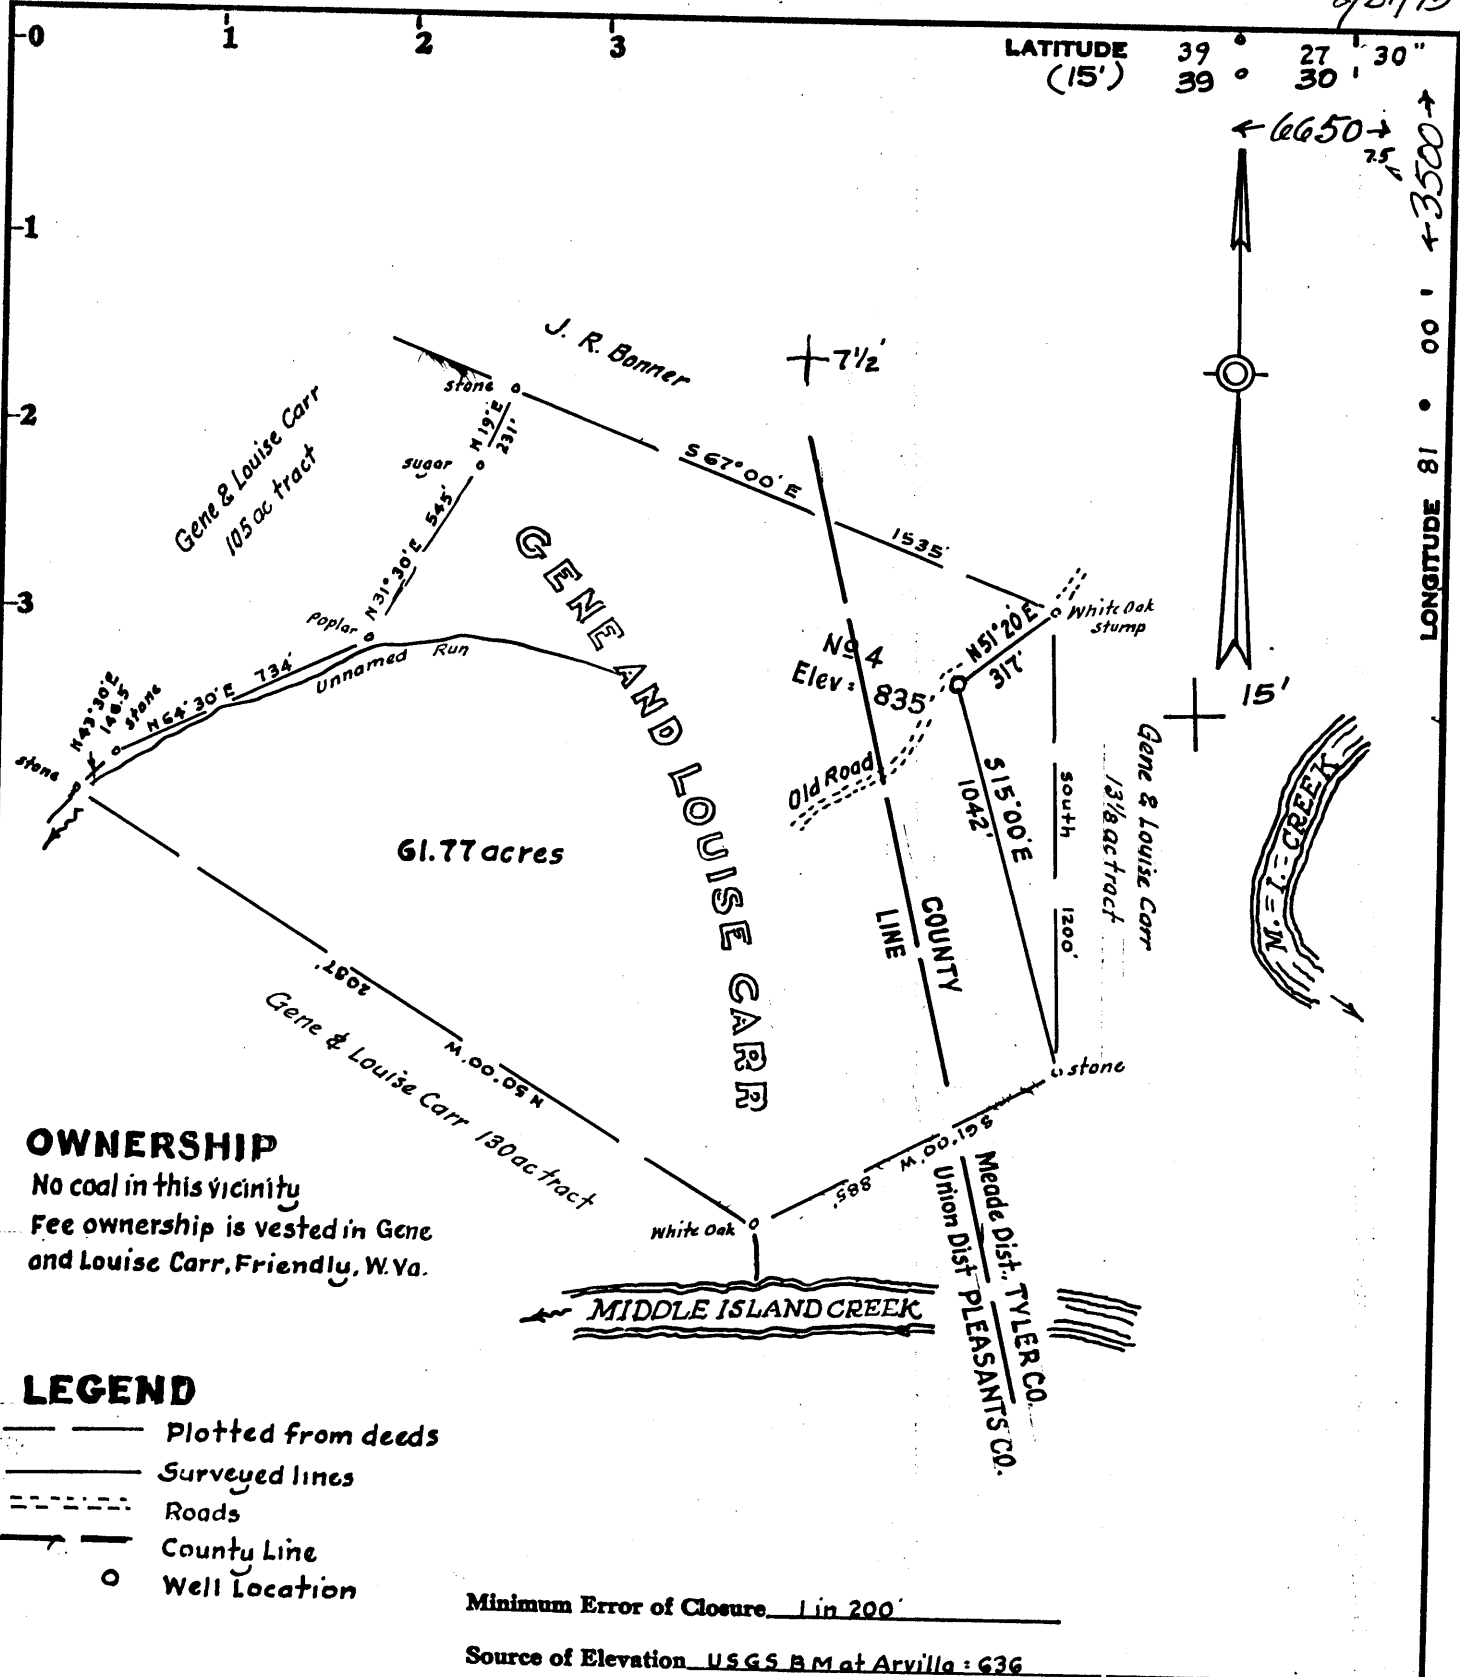 0
1
2
3
LATITUDE 39 ° 27 ' 30"
(15') 39 ° 30 '
← 6650 →
7.5'
← 3500 →
LONGITUDE 81 ° 00 '
1
2
3
J. R. Bonner
7½'
stone
N 19° E
231'
Gene & Louise Carr
105 ac tract
sugar
S 67° 00' E
1535'
N 31° 30' E 545'
GENE AND LOUISE CARR
White Oak
stump
N 51° 20' E
317'
No 4
Elev: 835
Poplar
Unnamed Run
N 64° 30' E 734'
N 43° 30' E
146.5
stone
stone
15'
Old Road
S 15° 00' E
1042'
South 1200'
Gene & Louise Carr
13⅛ ac tract
M. = I. - CREEK
61.77 acres
COUNTY
LINE
2087'
N 50° 00' W
Gene & Louise Carr 130 ac tract
stone
S 61° 00' W
885'
White Oak
Meade Dist., TYLER CO.
Union Dist PLEASANTS CO.
MIDDLE ISLAND CREEK
OWNERSHIP
No coal in this vicinity
Fee ownership is vested in Gene
and Louise Carr, Friendly, W. Va.
LEGEND
Plotted from deeds
Surveyed lines
Roads
County Line
Well Location
Minimum Error of Closure 1 in 200'
Source of Elevation USGS BM at Arvilla : 636